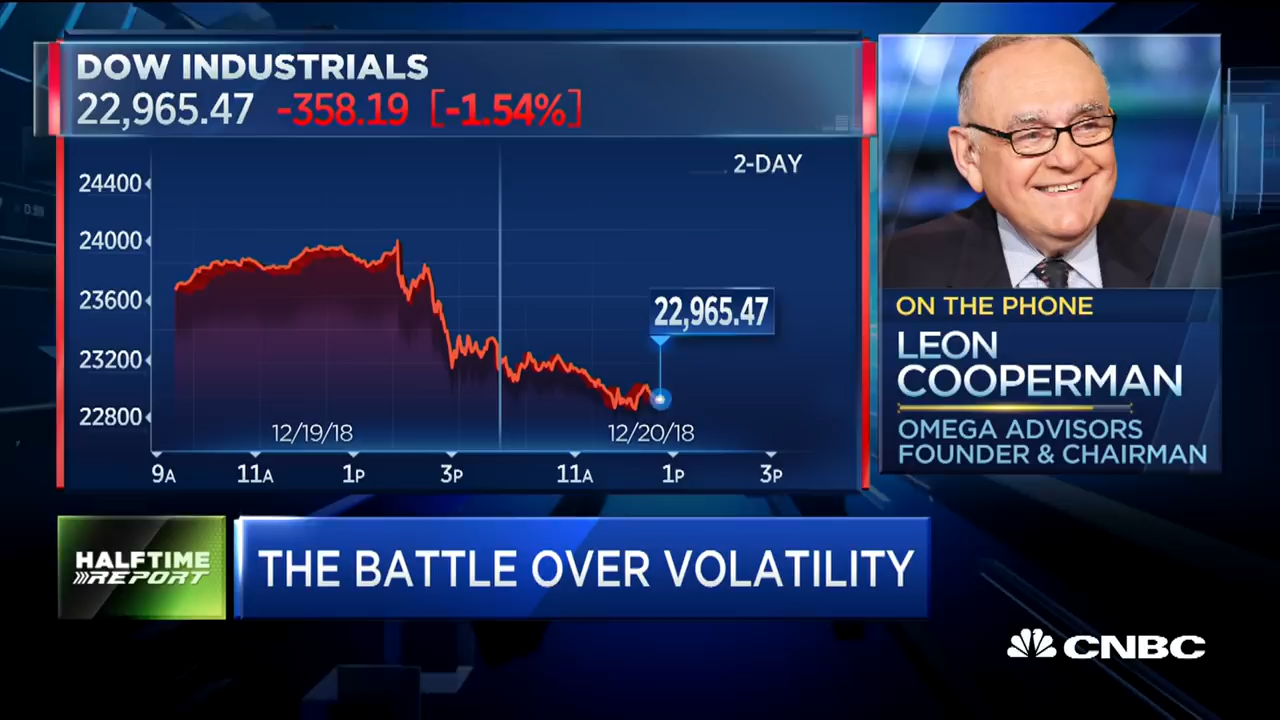 DOW INDUSTRIALS
22,965.47 -358.19 [-1.54%]
2-DAY
24400
24000
23600
23200
22800
22,965.47
12/19/18
12/20/18
9A 11A 1P 3P 11A 1P 3P
ON THE PHONE
LEON
COOPERMAN
OMEGA ADVISORS
FOUNDER & CHAIRMAN
HALFTIME
REPORT
THE BATTLE OVER VOLATILITY
CNBC